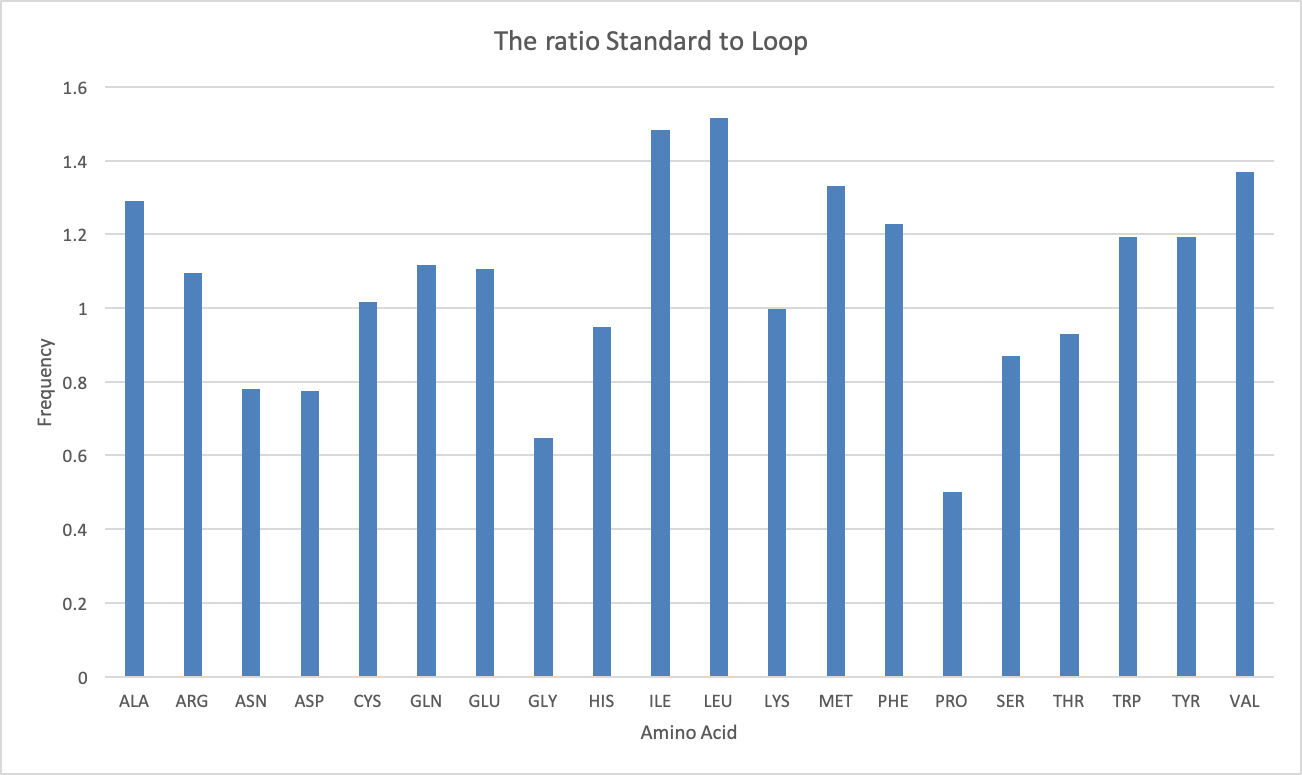 The ratio Standard to Loop
1.6
1.4
1.2
1
0.8
0.6
0.4
0.2
0
Frequency
ALA ARG ASN ASP CYS GLN GLU GLY HIS ILE LEU LYS MET PHE PRO SER THR TRP TYR VAL
Amino Acid